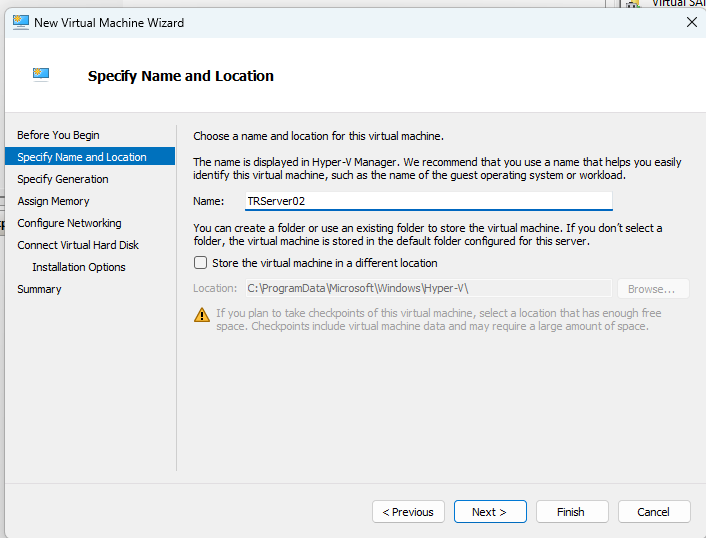 Virtual SA
New Virtual Machine Wizard
Specify Name and Location
Before You Begin
Specify Name and Location
Specify Generation
Assign Memory
Configure Networking
Connect Virtual Hard Disk
Installation Options
Summary
Choose a name and location for this virtual machine.
The name is displayed in Hyper-V Manager. We recommend that you use a name that helps you easily
identify this virtual machine, such as the name of the guest operating system or workload.
Name: TRServer02
You can create a folder or use an existing folder to store the virtual machine. If you don't select a
folder, the virtual machine is stored in the default folder configured for this server.
Store the virtual machine in a different location
Location: C:\ProgramData\Microsoft\Windows\Hyper-V\ Browse...
If you plan to take checkpoints of this virtual machine, select a location that has enough free
space. Checkpoints include virtual machine data and may require a large amount of space.
< Previous Next > Finish Cancel